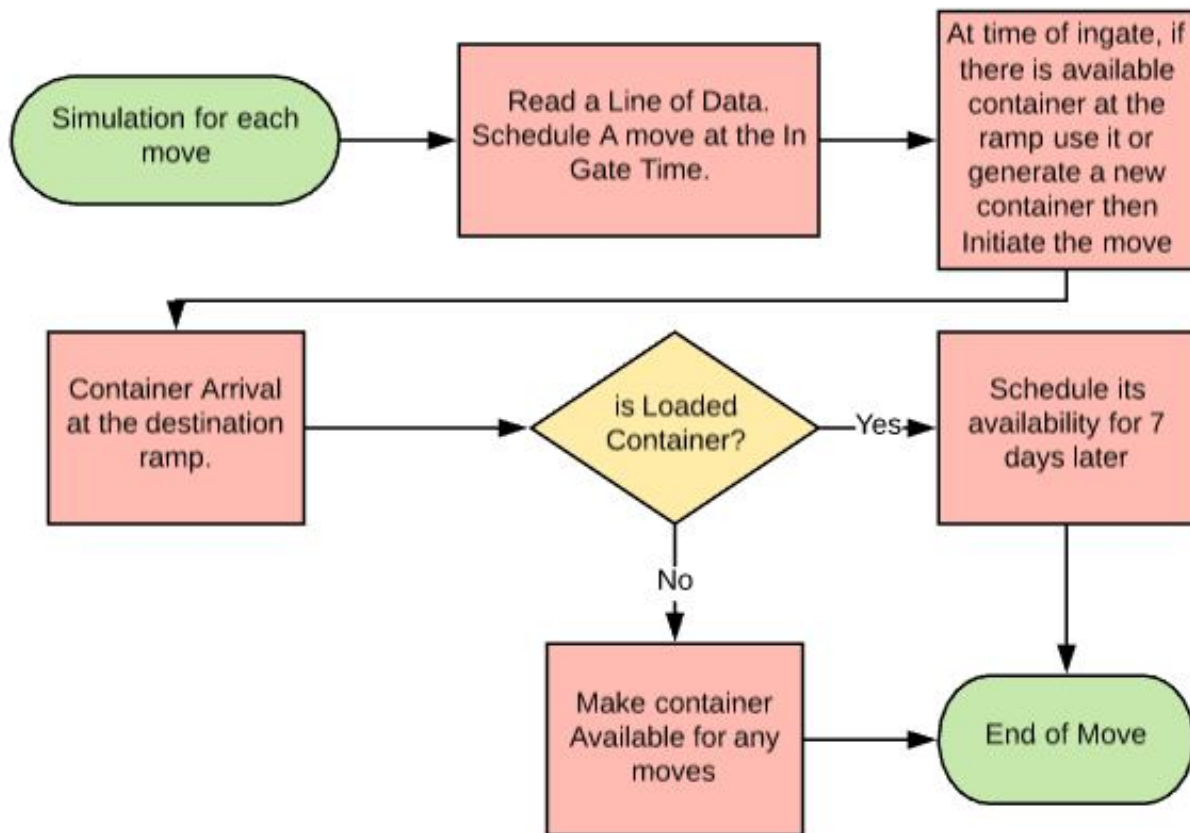 Simulation for each
move
Read a Line of Data.
Schedule A move at the In
Gate Time.
At time of ingate, if
there is available
container at the
ramp use it or
generate a new
container then
Initiate the move
Container Arrival
at the destination
ramp.
is Loaded
Container?
Yes
Schedule its
availability for 7
days later
No
Make container
Available for any
moves
End of Move